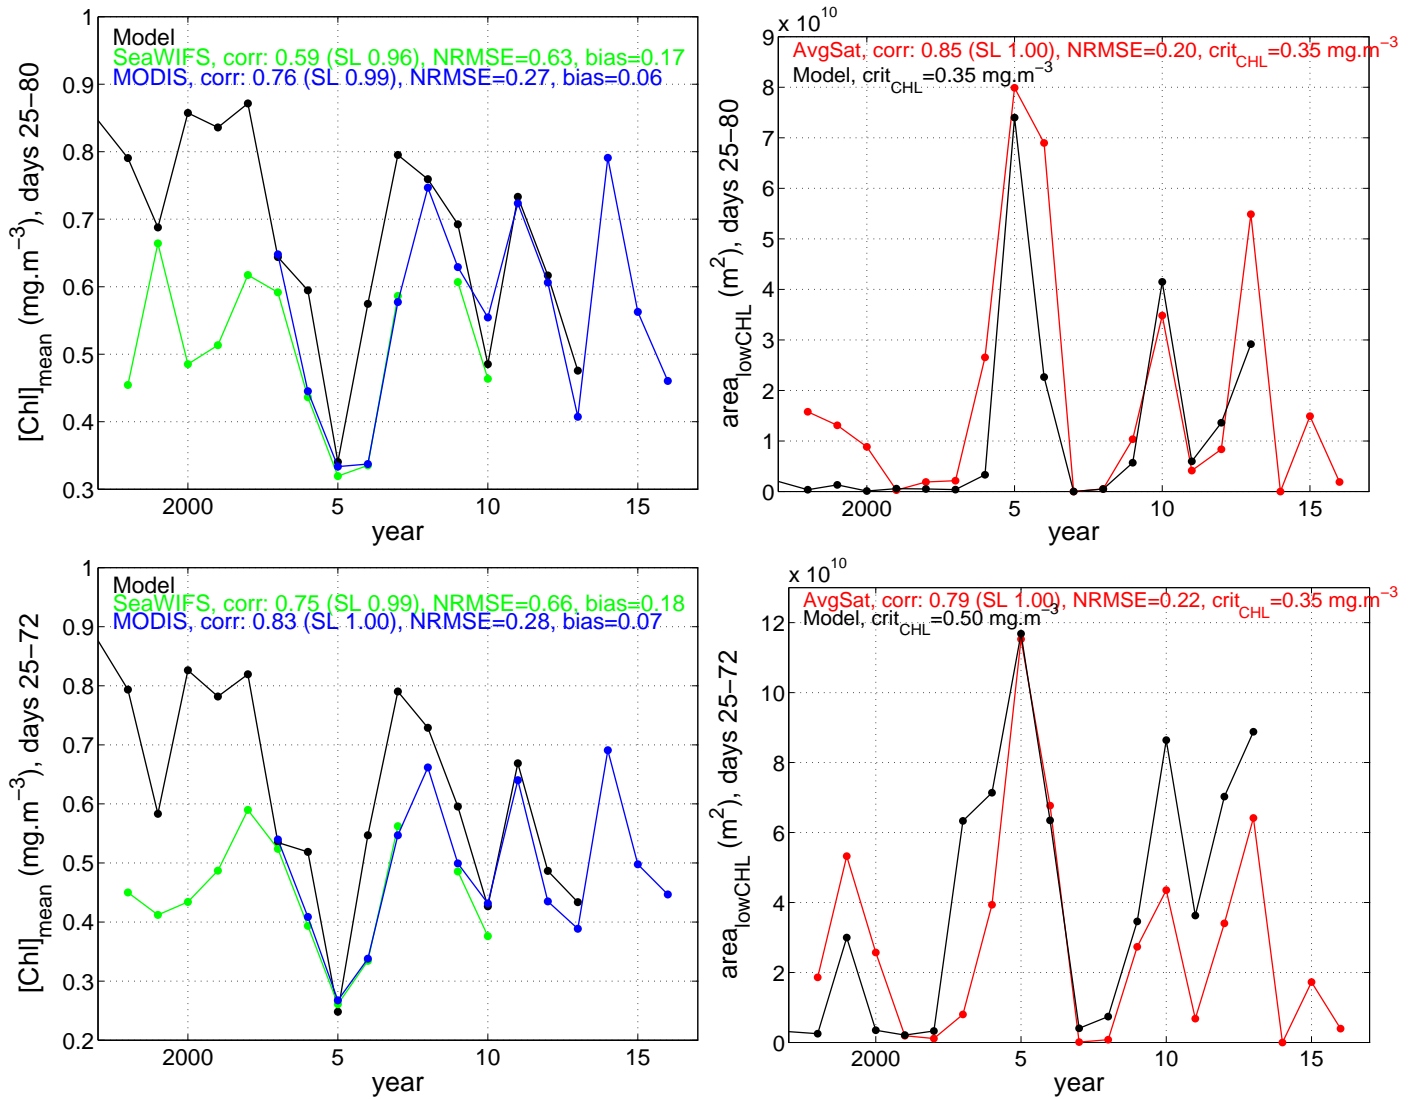 Model
SeaWIFS, corr: 0.59 (SL 0.96), NRMSE=0.63, bias=0.17
MODIS, corr: 0.76 (SL 0.99), NRMSE=0.27, bias=0.06
1
0.9
0.8
0.7
0.6
0.5
0.4
0.3
[Chl]mean (mg.m−3), days 25−80
2000
5
10
15
year
x 10^10
AvgSat, corr: 0.85 (SL 1.00), NRMSE=0.20, critCHL=0.35 mg.m−3
Model, critCHL=0.35 mg.m−3
9
8
7
6
5
4
3
2
1
0
arealowCHL (m2), days 25−80
2000
5
10
15
year
Model
SeaWIFS, corr: 0.75 (SL 0.99), NRMSE=0.66, bias=0.18
MODIS, corr: 0.83 (SL 1.00), NRMSE=0.28, bias=0.07
1
0.9
0.8
0.7
0.6
0.5
0.4
0.3
0.2
[Chl]mean (mg.m−3), days 25−72
2000
5
10
15
year
x 10^10
AvgSat, corr: 0.79 (SL 1.00), NRMSE=0.22, critCHL=0.35 mg.m−3
Model, critCHL=0.50 mg.m−3
12
10
8
6
4
2
0
arealowCHL (m2), days 25−72
2000
5
10
15
year